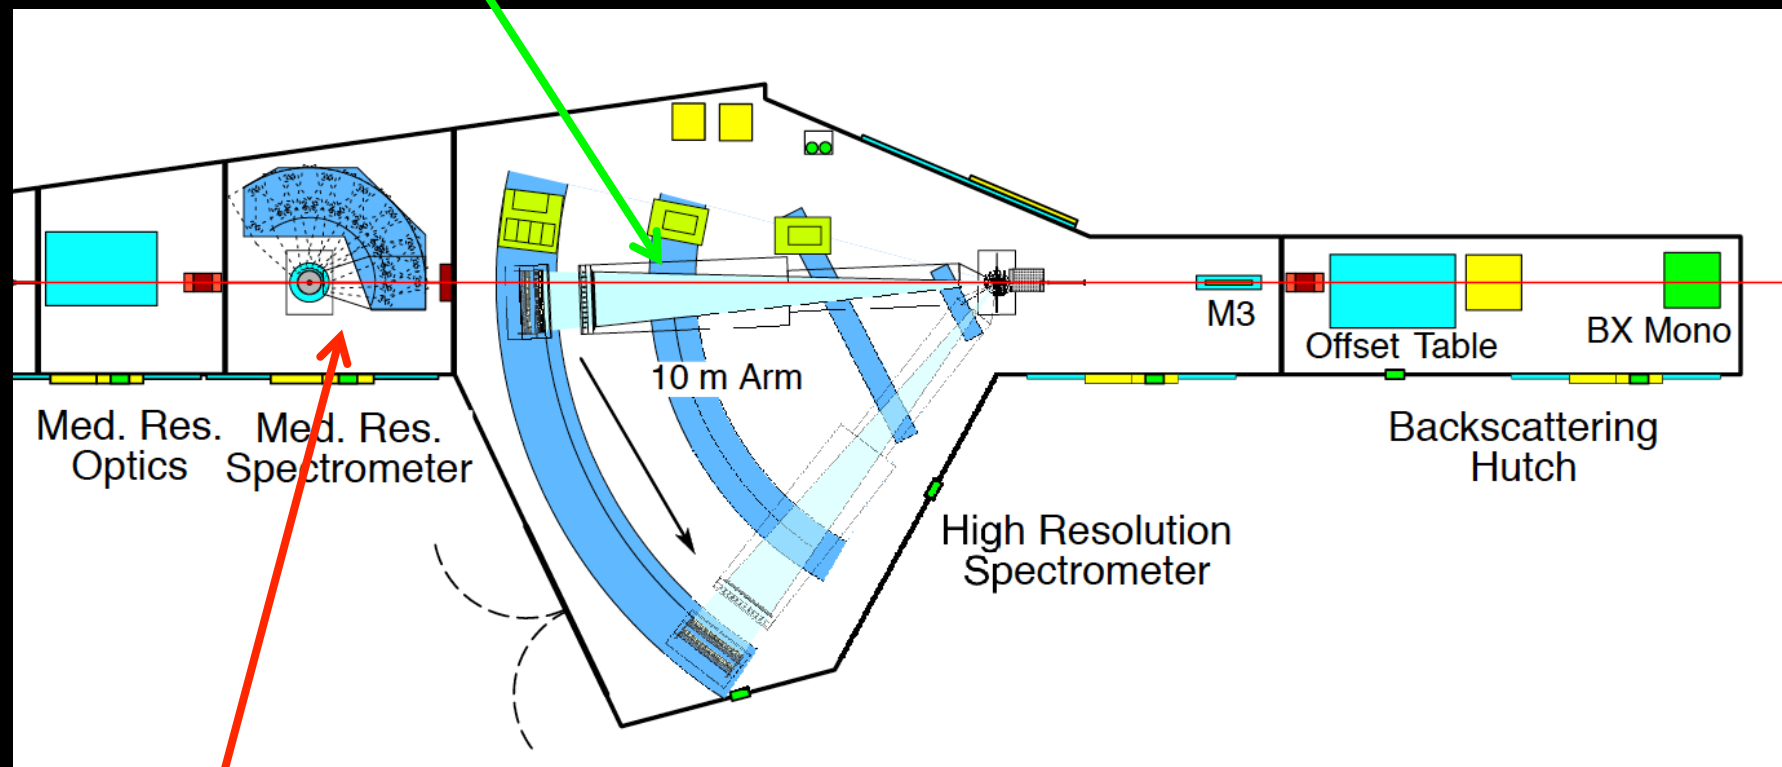 M3
Offset Table
BX Mono
10 m Arm
Med. Res.
Optics
Med. Res.
Spectrometer
Backscattering
Hutch
High Resolution
Spectrometer